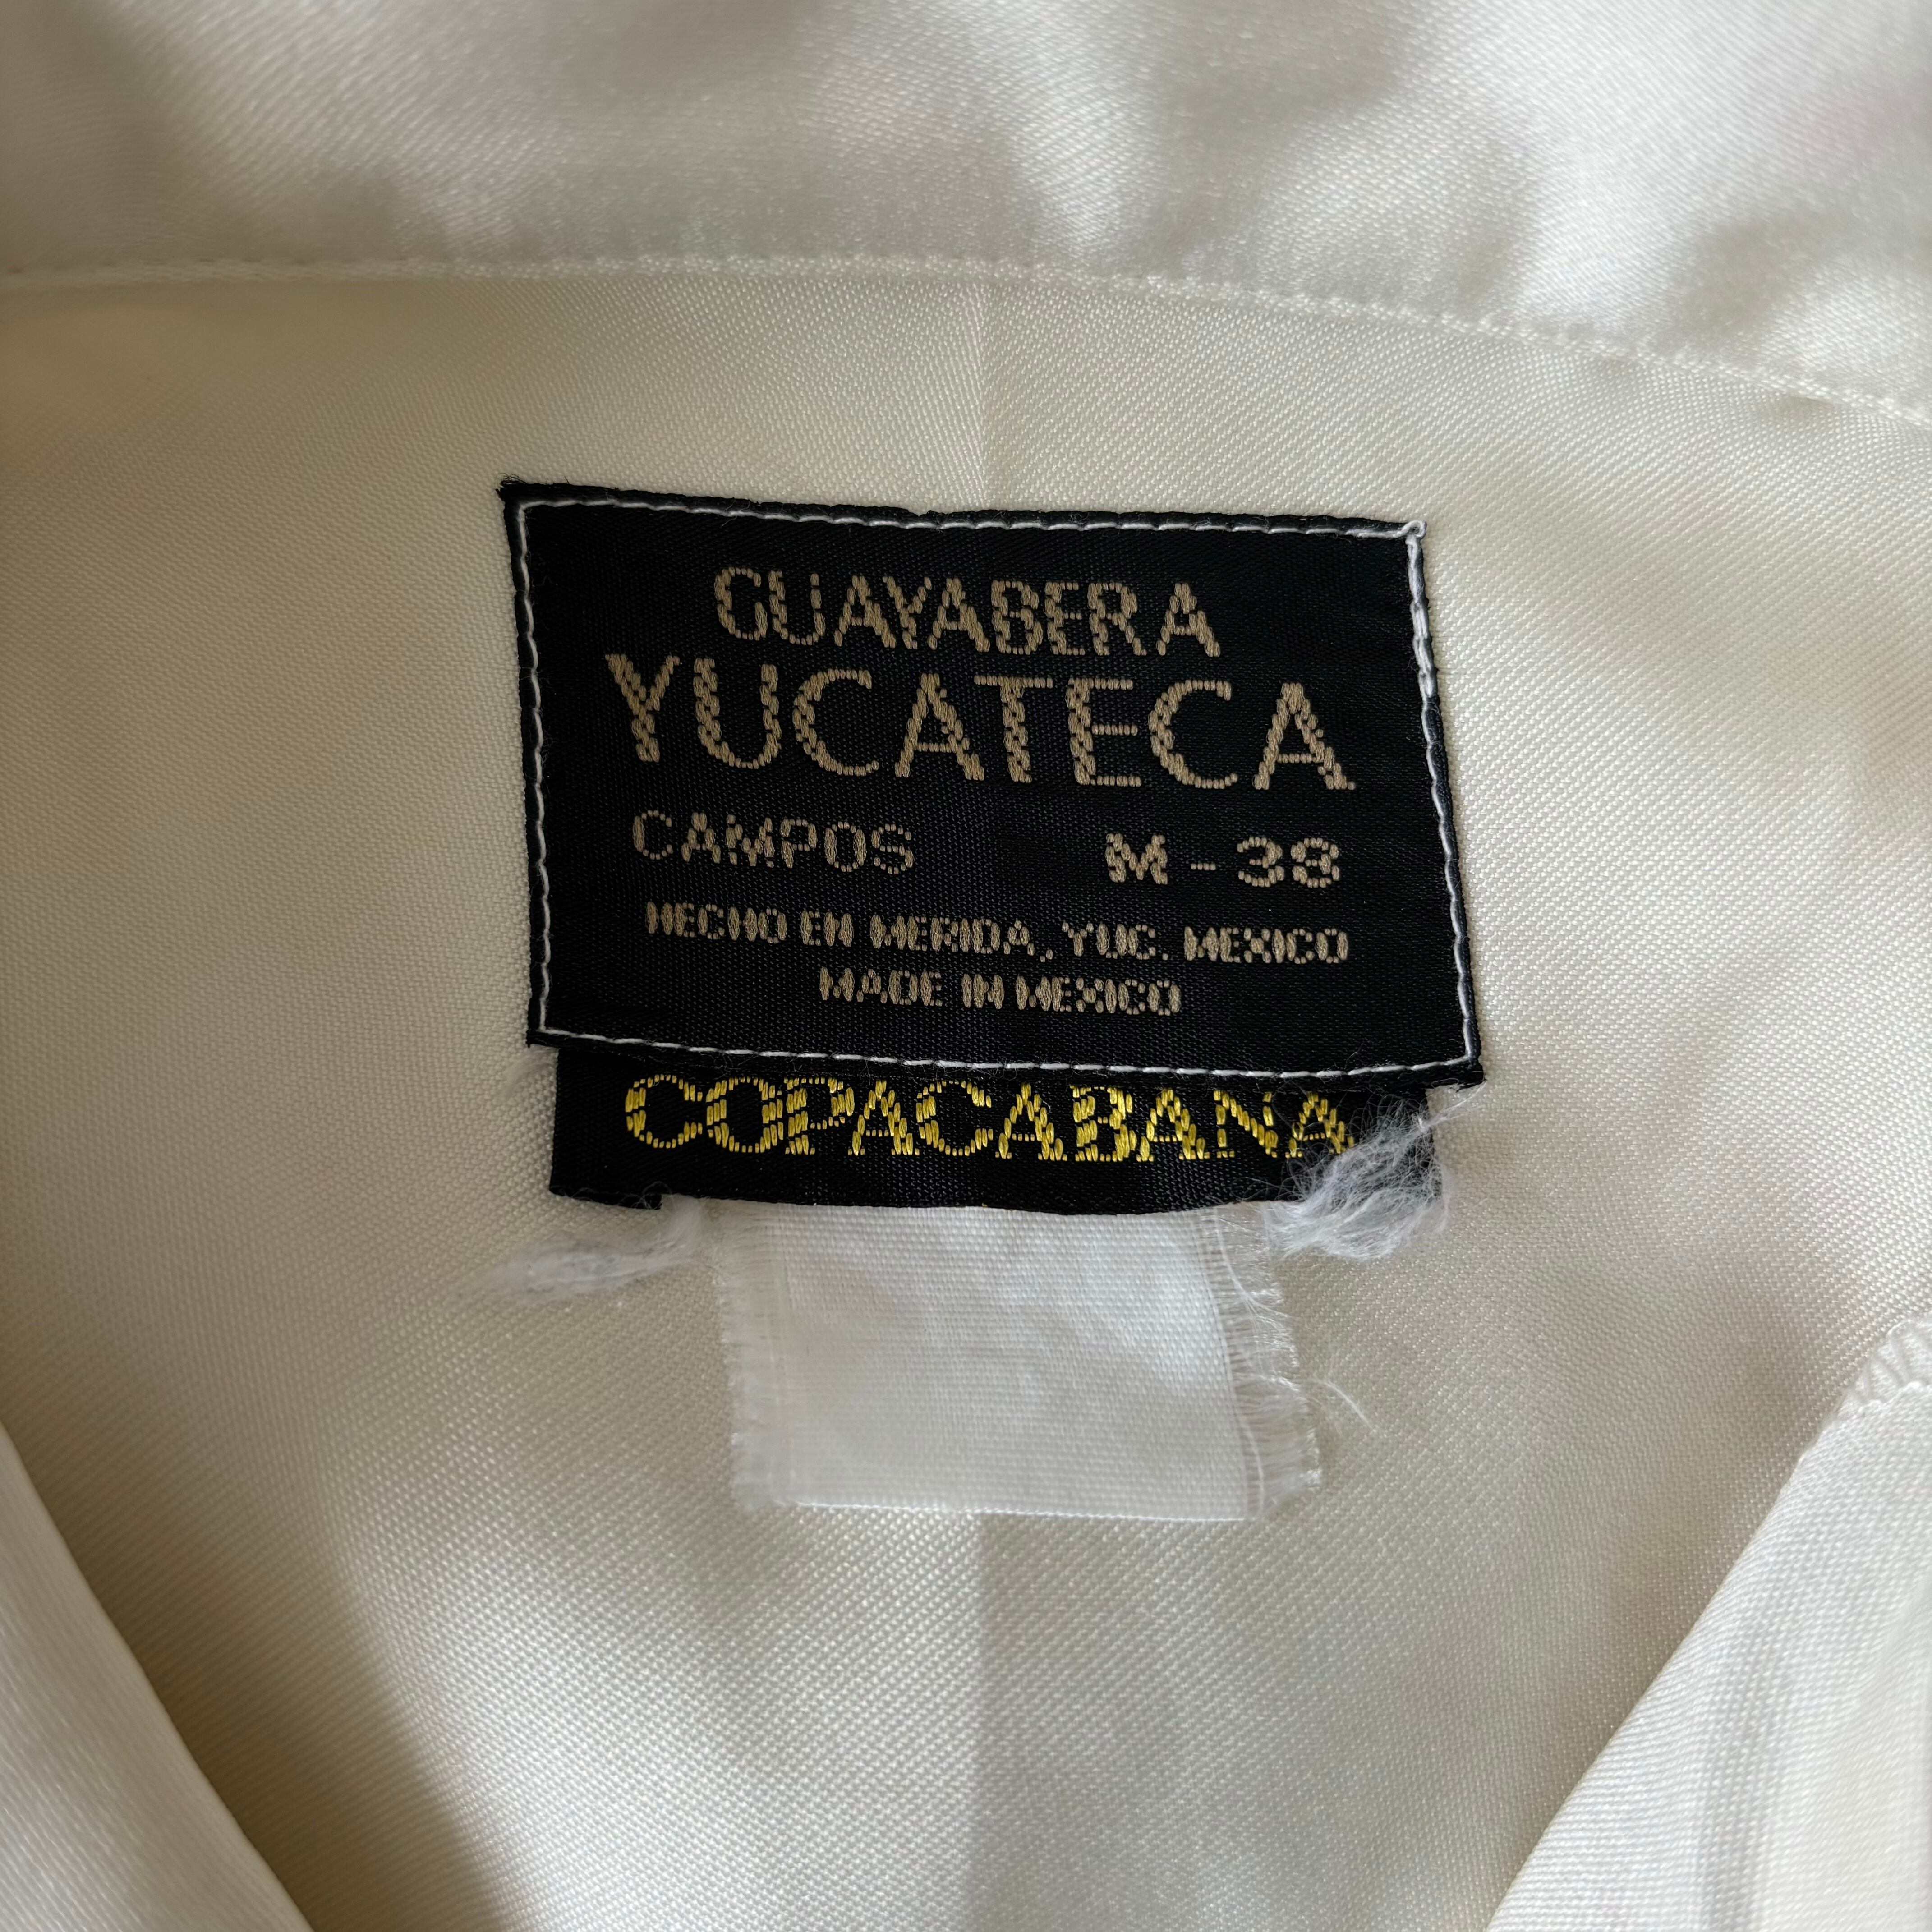 GUAYABERA
YUCATECA
CAMPOS M-38
HECHO EN MERIDA, YUC. MEXICO
MADE IN MEXICO
COPACABANA